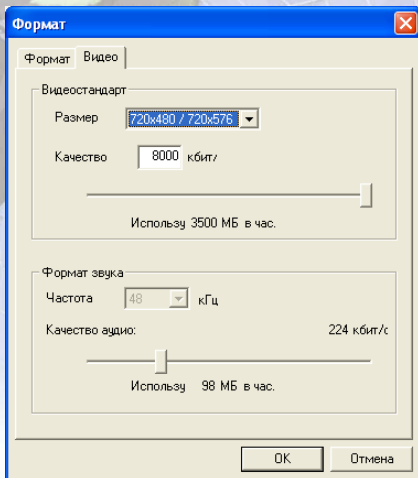 Формат
Формат Видео
Видеостандарт
Размер 720x480 / 720x576
Качество 8000 кбит/
Использу 3500 МБ в час.
Формат звука
Частота 48 кГц
Качество аудио: 224 кбит/с
Использу 98 МБ в час.
OK Отмена